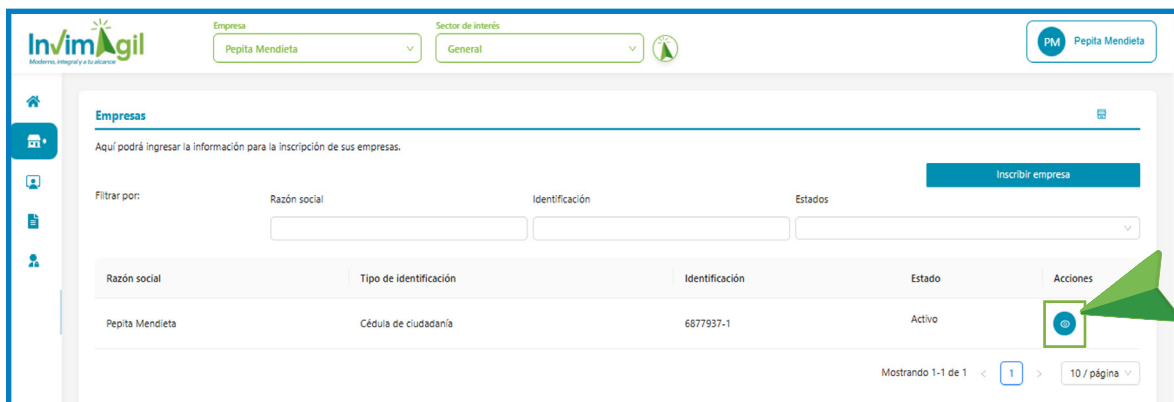 Empresa
Sector de interés
InvimAgil
Moderno, integral y a tu alcance
Pepita Mendieta
General
PM
Pepita Mendieta
Empresas
Aquí podrá ingresar la información para la inscripción de sus empresas.
Inscribir empresa
Filtrar por:
Razón social
Identificación
Estados
Razón social
Tipo de identificación
Identificación
Estado
Acciones
Pepita Mendieta
Cédula de ciudadanía
6877937-1
Activo
Mostrando 1-1 de 1
<
1
>
10 / página